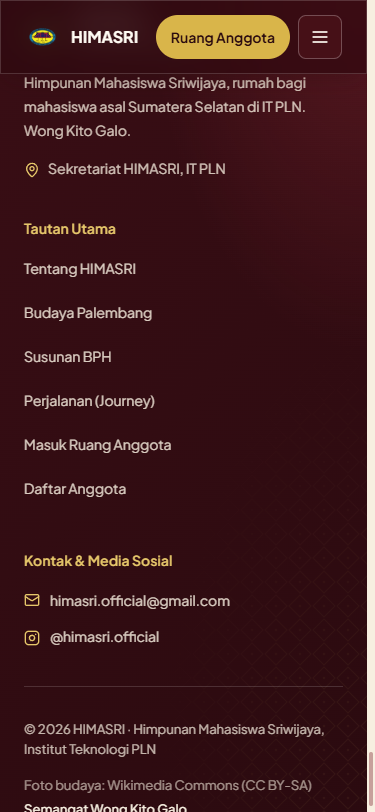 HIMASRI
Ruang Anggota
Himpunan Mahasiswa Sriwijaya, rumah bagi
mahasiswa asal Sumatera Selatan di IT PLN.
Wong Kito Galo.
Sekretariat HIMASRI, IT PLN
Tautan Utama
Tentang HIMASRI
Budaya Palembang
Susunan BPH
Perjalanan (Journey)
Masuk Ruang Anggota
Daftar Anggota
Kontak & Media Sosial
himasri.official@gmail.com
@himasri.official
© 2026 HIMASRI · Himpunan Mahasiswa Sriwijaya,
Institut Teknologi PLN
Foto budaya: Wikimedia Commons (CC BY-SA)
Semangat Wong Kito Galo